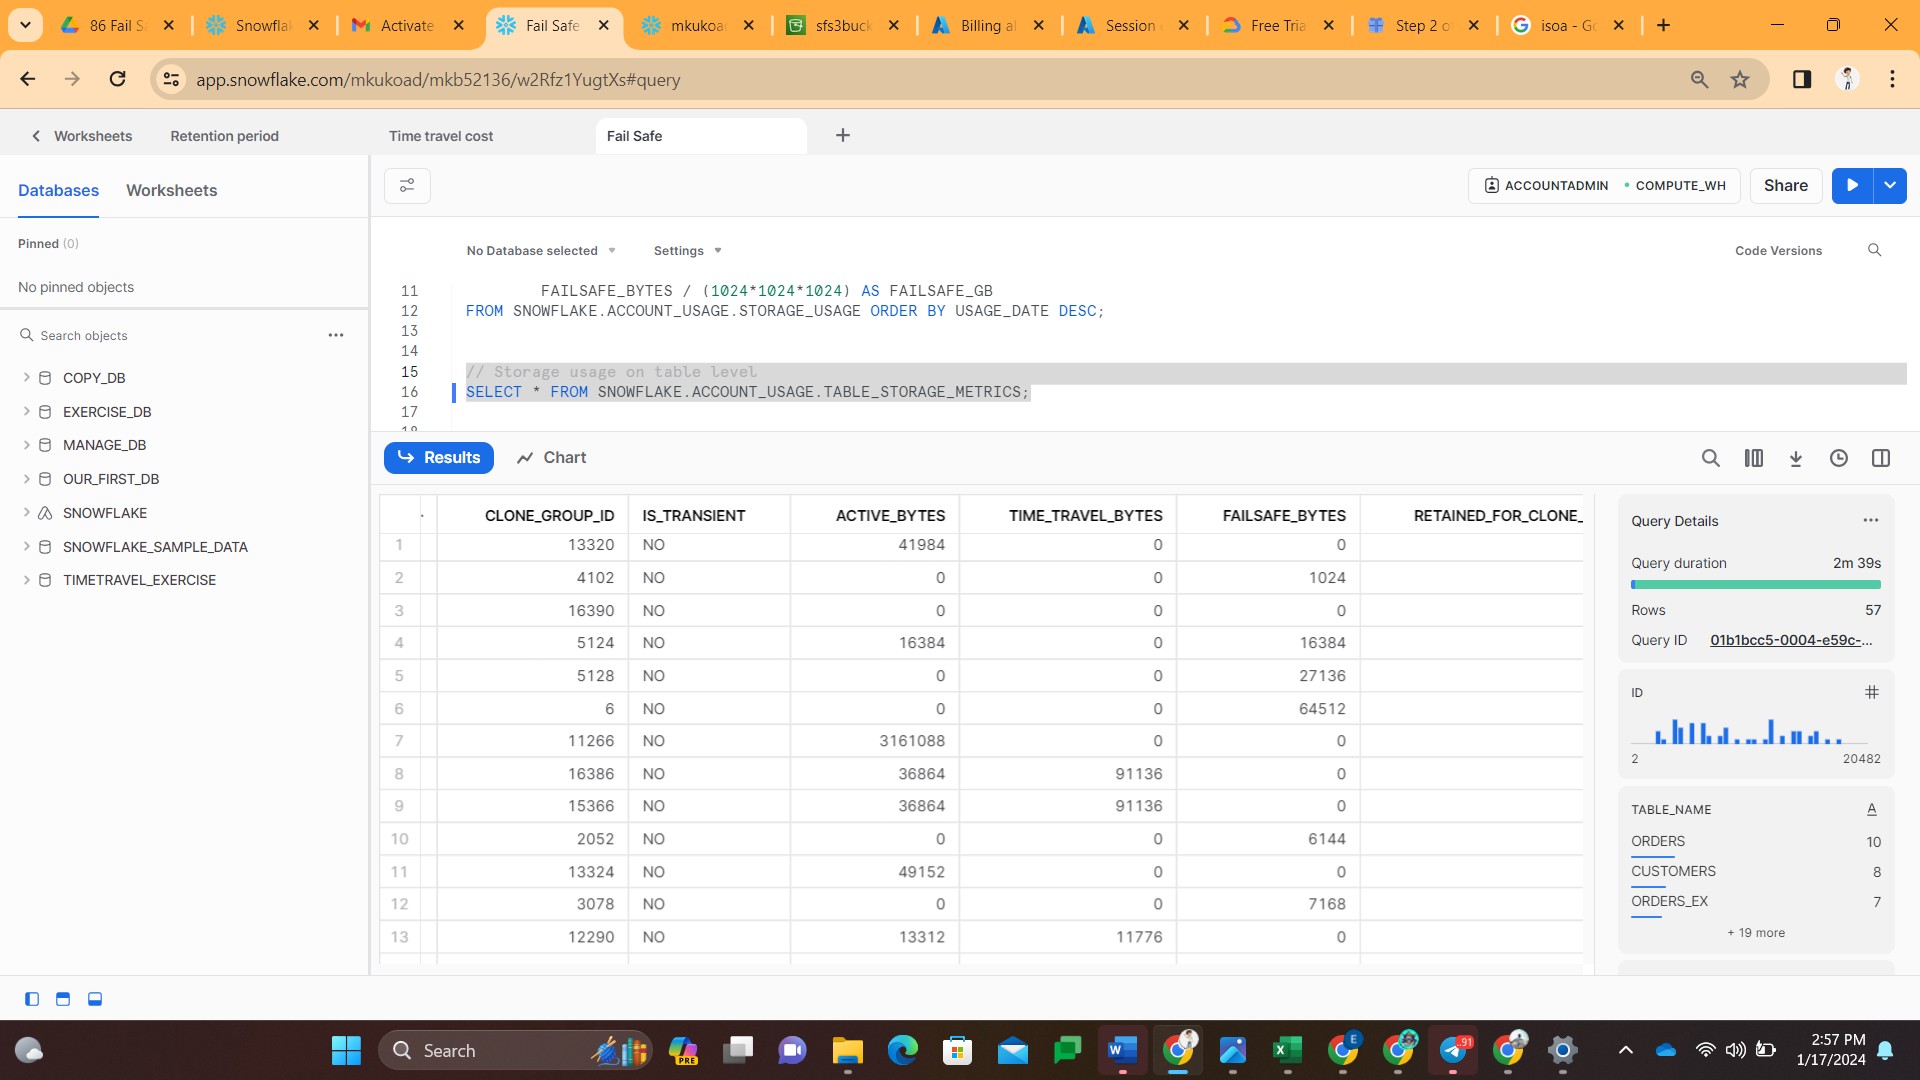 86 Fail S
Snowflak
Activate
Fail Safe
mkukoad
sfs3buck
Billing al
Session
Free Tria
Step 2 o
isoa - Go
app.snowflake.com/mkukoad/mkb52136/w2Rfz1YugtXs#query
Worksheets
Retention period
Time travel cost
Fail Safe
Databases
Worksheets
ACCOUNTADMIN
COMPUTE_WH
Share
Pinned (0)
No pinned objects
No Database selected
Settings
Code Versions
11 FAILSAFE_BYTES / (1024*1024*1024) AS FAILSAFE_GB
12 FROM SNOWFLAKE.ACCOUNT_USAGE.STORAGE_USAGE ORDER BY USAGE_DATE DESC;
13
14
15 // Storage usage on table level
16 SELECT * FROM SNOWFLAKE.ACCOUNT_USAGE.TABLE_STORAGE_METRICS;
17
18
Search objects
COPY_DB
EXERCISE_DB
MANAGE_DB
OUR_FIRST_DB
SNOWFLAKE
SNOWFLAKE_SAMPLE_DATA
TIMETRAVEL_EXERCISE
Results
Chart
CLONE_GROUP_ID IS_TRANSIENT ACTIVE_BYTES TIME_TRAVEL_BYTES FAILSAFE_BYTES RETAINED_FOR_CLONE_
1 13320 NO 41984 0 0
2 4102 NO 0 0 1024
3 16390 NO 0 0 0
4 5124 NO 16384 0 16384
5 5128 NO 0 0 27136
6 6 NO 0 0 64512
7 11266 NO 3161088 0 0
8 16386 NO 36864 91136 0
9 15366 NO 36864 91136 0
10 2052 NO 0 0 6144
11 13324 NO 49152 0 0
12 3078 NO 0 0 7168
13 12290 NO 13312 11776 0
Query Details
Query duration 2m 39s
Rows 57
Query ID 01b1bcc5-0004-e59c-...
ID #
2 20482
TABLE_NAME A
ORDERS 10
CUSTOMERS 8
ORDERS_EX 7
+ 19 more
Search
PRE
W
X
E
91
2:57 PM
1/17/2024